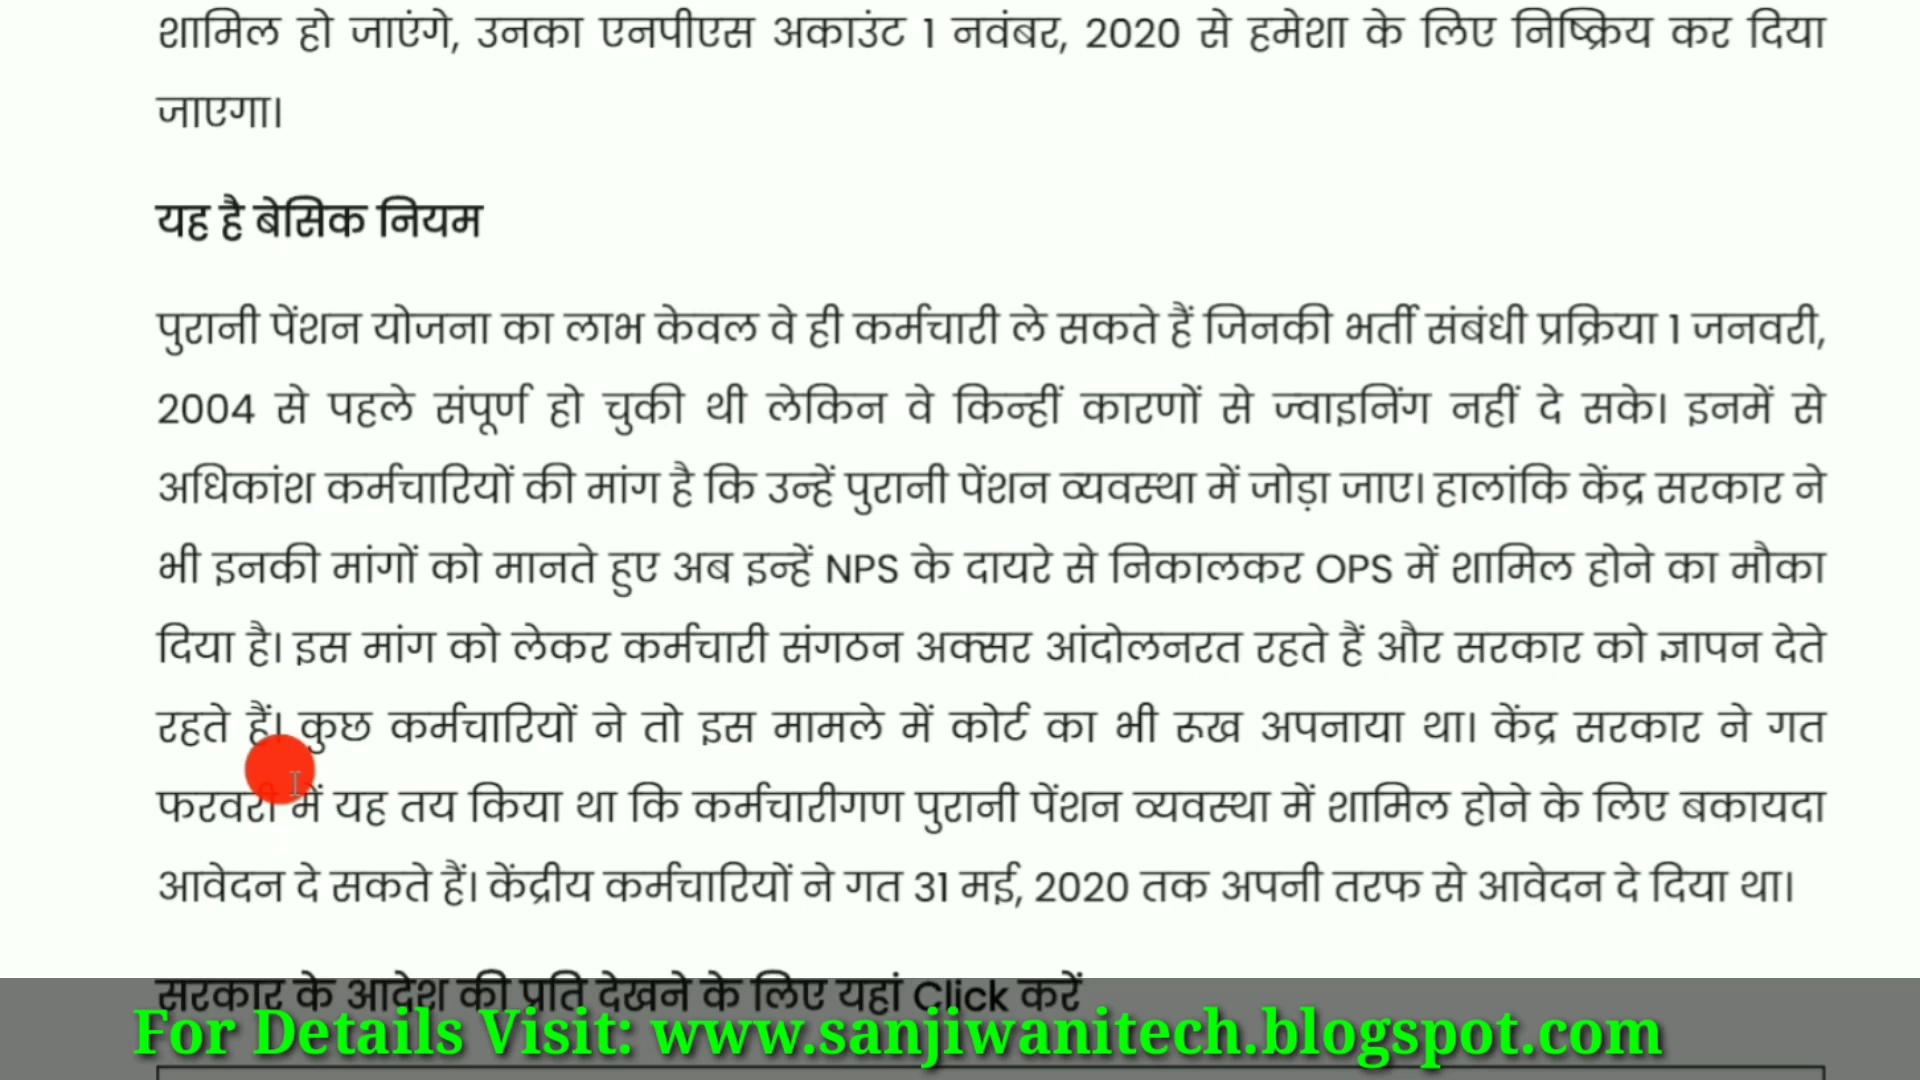 शामिल हो जाएंगे, उनका एनपीएस अकाउंट 1 नवंबर, 2020 से हमेशा के लिए निष्क्रिय कर दिया
जाएगा।
यह है बेसिक नियम
पुरानी पेंशन योजना का लाभ केवल वे ही कर्मचारी ले सकते हैं जिनकी भर्ती संबंधी प्रक्रिया 1 जनवरी,
2004 से पहले संपूर्ण हो चुकी थी लेकिन वे किन्हीं कारणों से ज्वाइनिंग नहीं दे सके। इनमें से
अधिकांश कर्मचारियों की मांग है कि उन्हें पुरानी पेंशन व्यवस्था में जोड़ा जाए। हालांकि केंद्र सरकार ने
भी इनकी मांगों को मानते हुए अब इन्हें NPS के दायरे से निकालकर OPS में शामिल होने का मौका
दिया है। इस मांग को लेकर कर्मचारी संगठन अक्सर आंदोलनरत रहते हैं और सरकार को ज्ञापन देते
रहते हैं। कुछ कर्मचारियों ने तो इस मामले में कोर्ट का भी रूख अपनाया था। केंद्र सरकार ने गत
फरवरी में यह तय किया था कि कर्मचारीगण पुरानी पेंशन व्यवस्था में शामिल होने के लिए बकायदा
आवेदन दे सकते हैं। केंद्रीय कर्मचारियों ने गत 31 मई, 2020 तक अपनी तरफ से आवेदन दे दिया था।
सरकार के आदेश की प्रति देखने के लिए यहां Click करें
For Details Visit: www.sanjiwanitech.blogspot.com